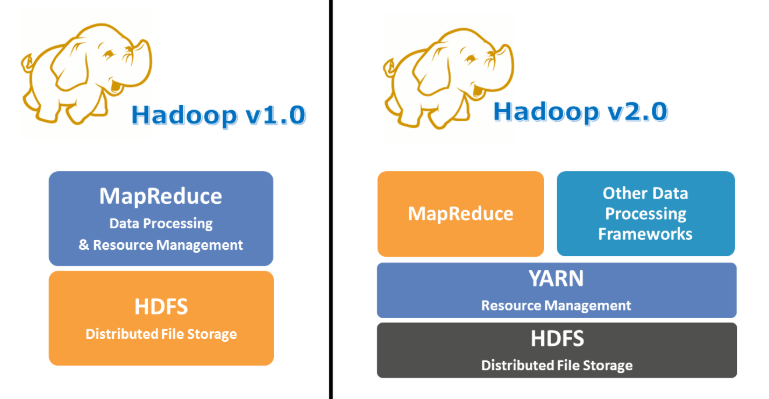 Hadoop v1.0
MapReduce
Data Processing
& Resource Management
HDFS
Distributed File Storage
Hadoop v2.0
MapReduce
Other Data
Processing
Frameworks
YARN
Resource Management
HDFS
Distributed File Storage